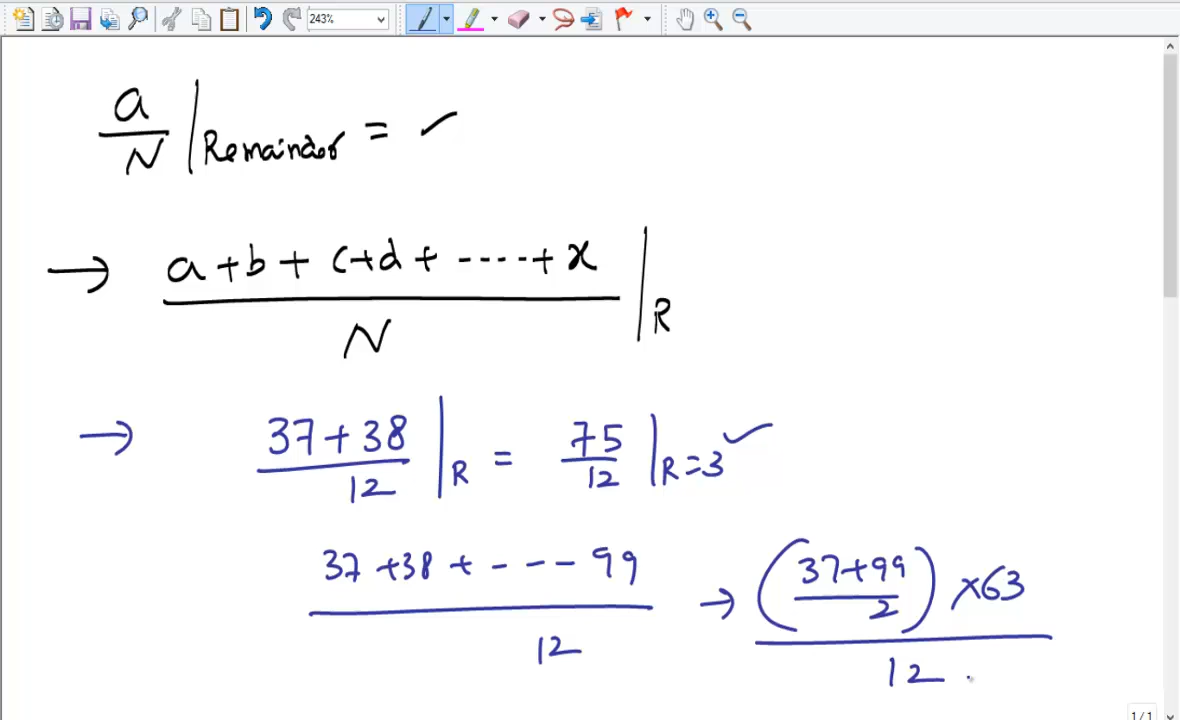 243%
a/N |Remainder = ✓
→ a+b+c+d+-----+x / N |R
→ 37+38/12 |R = 75/12 |R=3 ✓
37+38+---99 / 12 → (37+99/2)×63 / 12
1/1